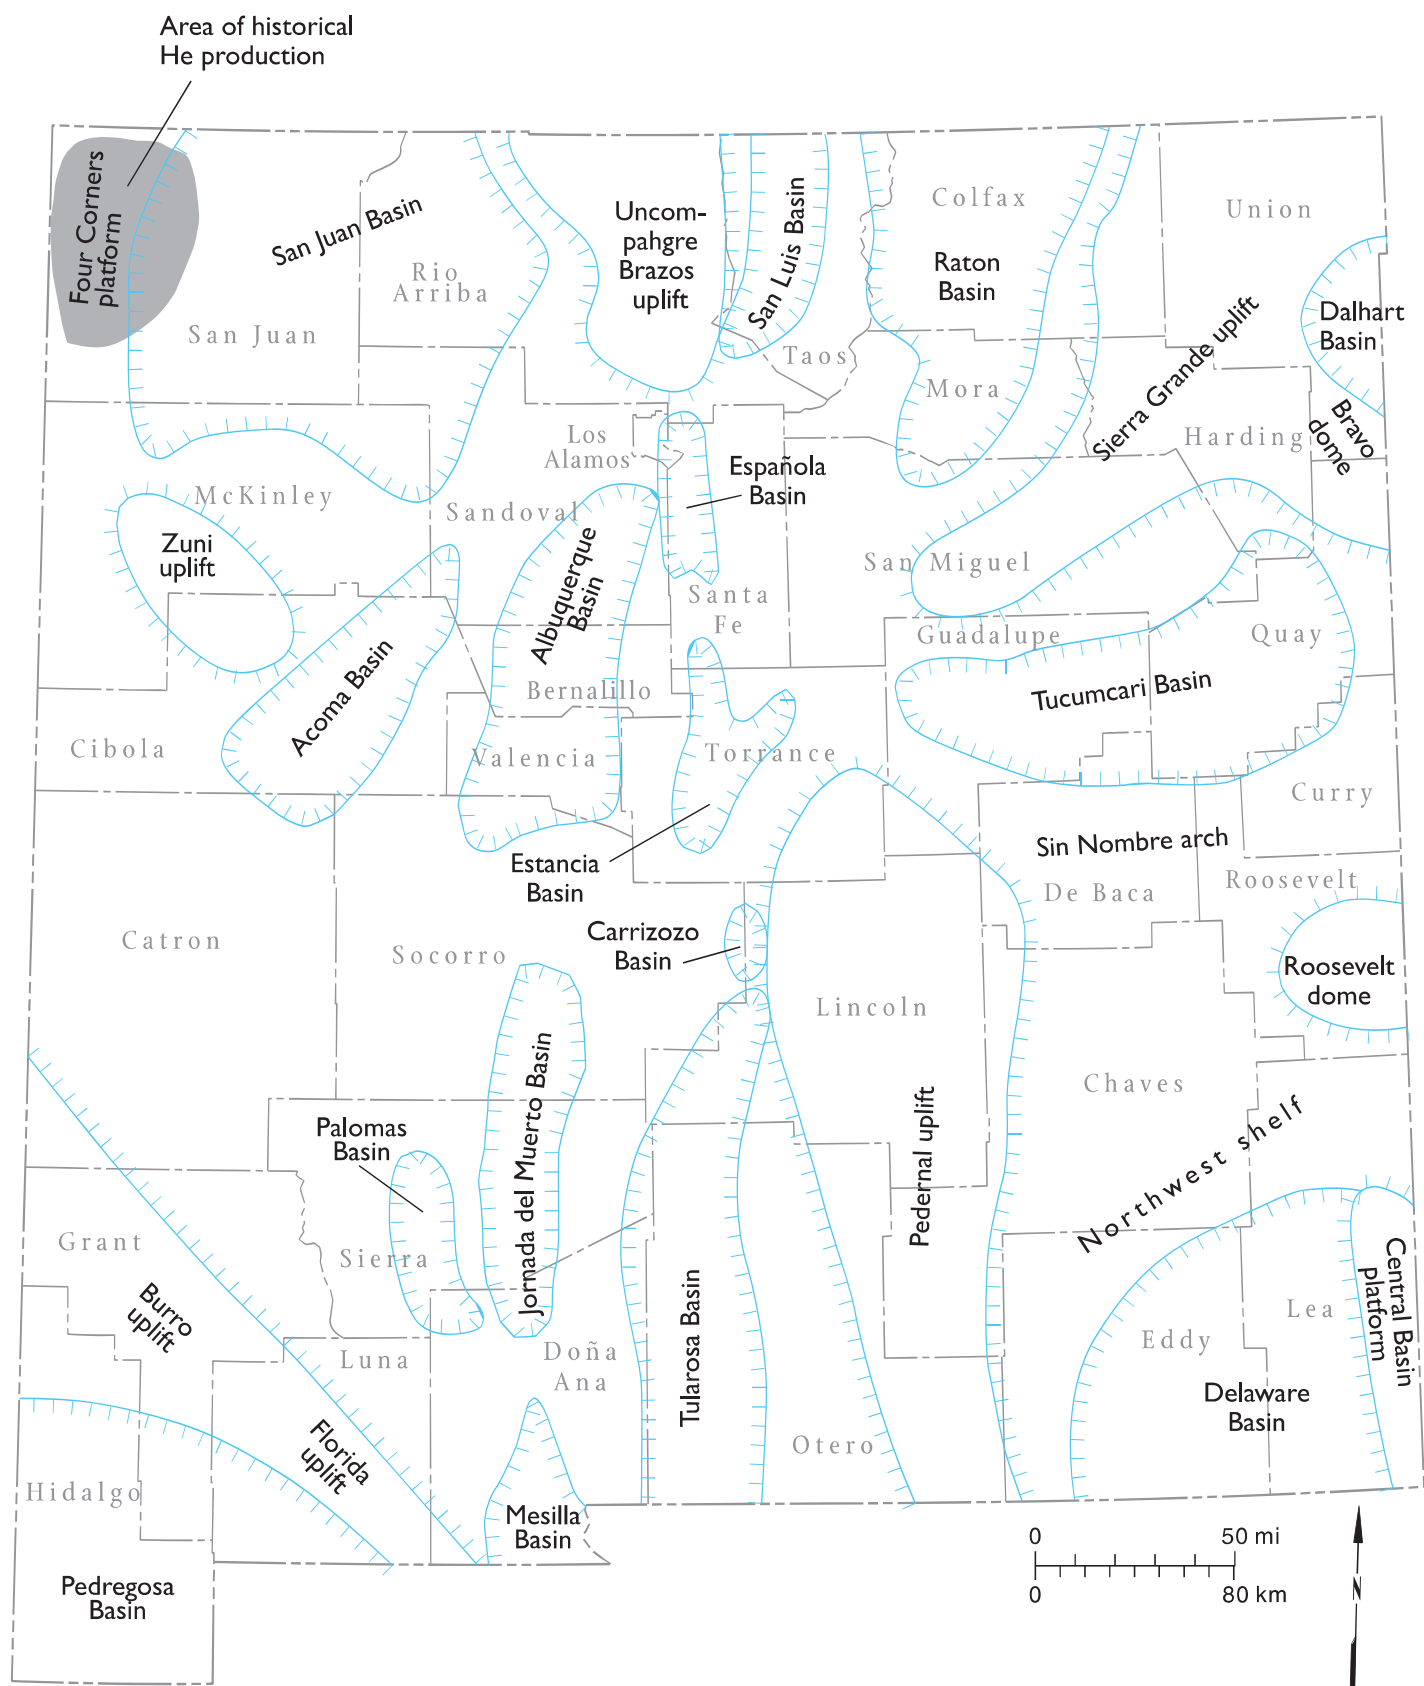 Area of historical
He production
Four Corners
platform
San Juan Basin
San Juan
Rio
Arriba
Uncom-
pahgre
Brazos
uplift
San Luis Basin
Taos
Colfax
Raton
Basin
Mora
Union
Sierra Grande uplift
Dalhart
Basin
Harding
Bravo
dome
Los
Alamos
Española
Basin
McKinley
Sandoval
Zuni
uplift
Albuquerque
Basin
San Miguel
Santa
Fe
Guadalupe
Quay
Acoma Basin
Bernalillo
Tucumcari Basin
Cibola
Valencia
Torrance
Curry
Sin Nombre arch
Estancia
Basin
De Baca
Roosevelt
Catron
Socorro
Carrizozo
Basin
Roosevelt
dome
Lincoln
Chaves
Jornada del Muerto Basin
Palomas
Basin
Pedernal uplift
Northwest shelf
Grant
Sierra
Burro
uplift
Tularosa Basin
Central Basin
platform
Lea
Eddy
Luna
Doña
Ana
Delaware
Basin
Florida
uplift
Otero
Hidalgo
Mesilla
Basin
Pedregosa
Basin
0 50 mi
0 80 km
N